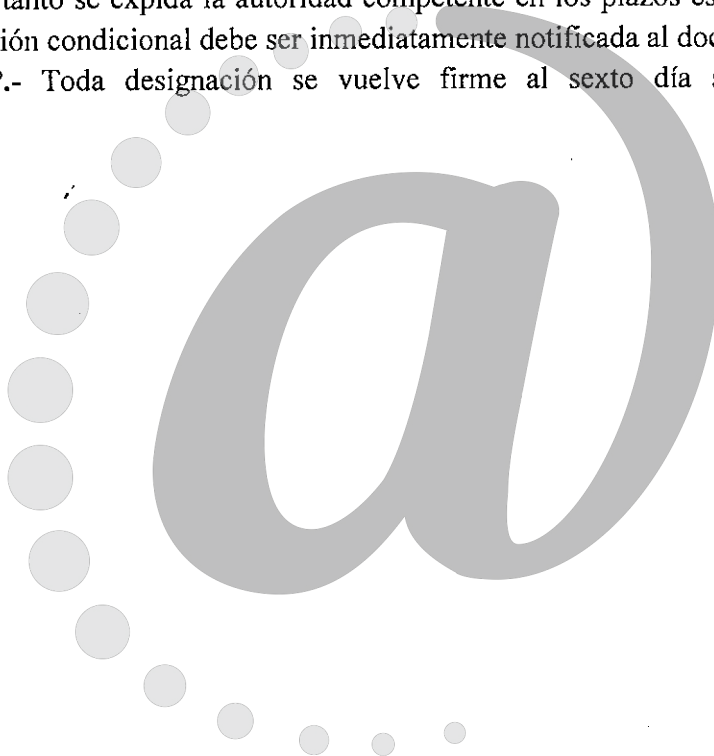 tanto se expida la autoridad competente en los plazos es
ión condicional debe ser inmediatamente notificada al doc
°.- Toda designación se vuelve firme al sexto día
a